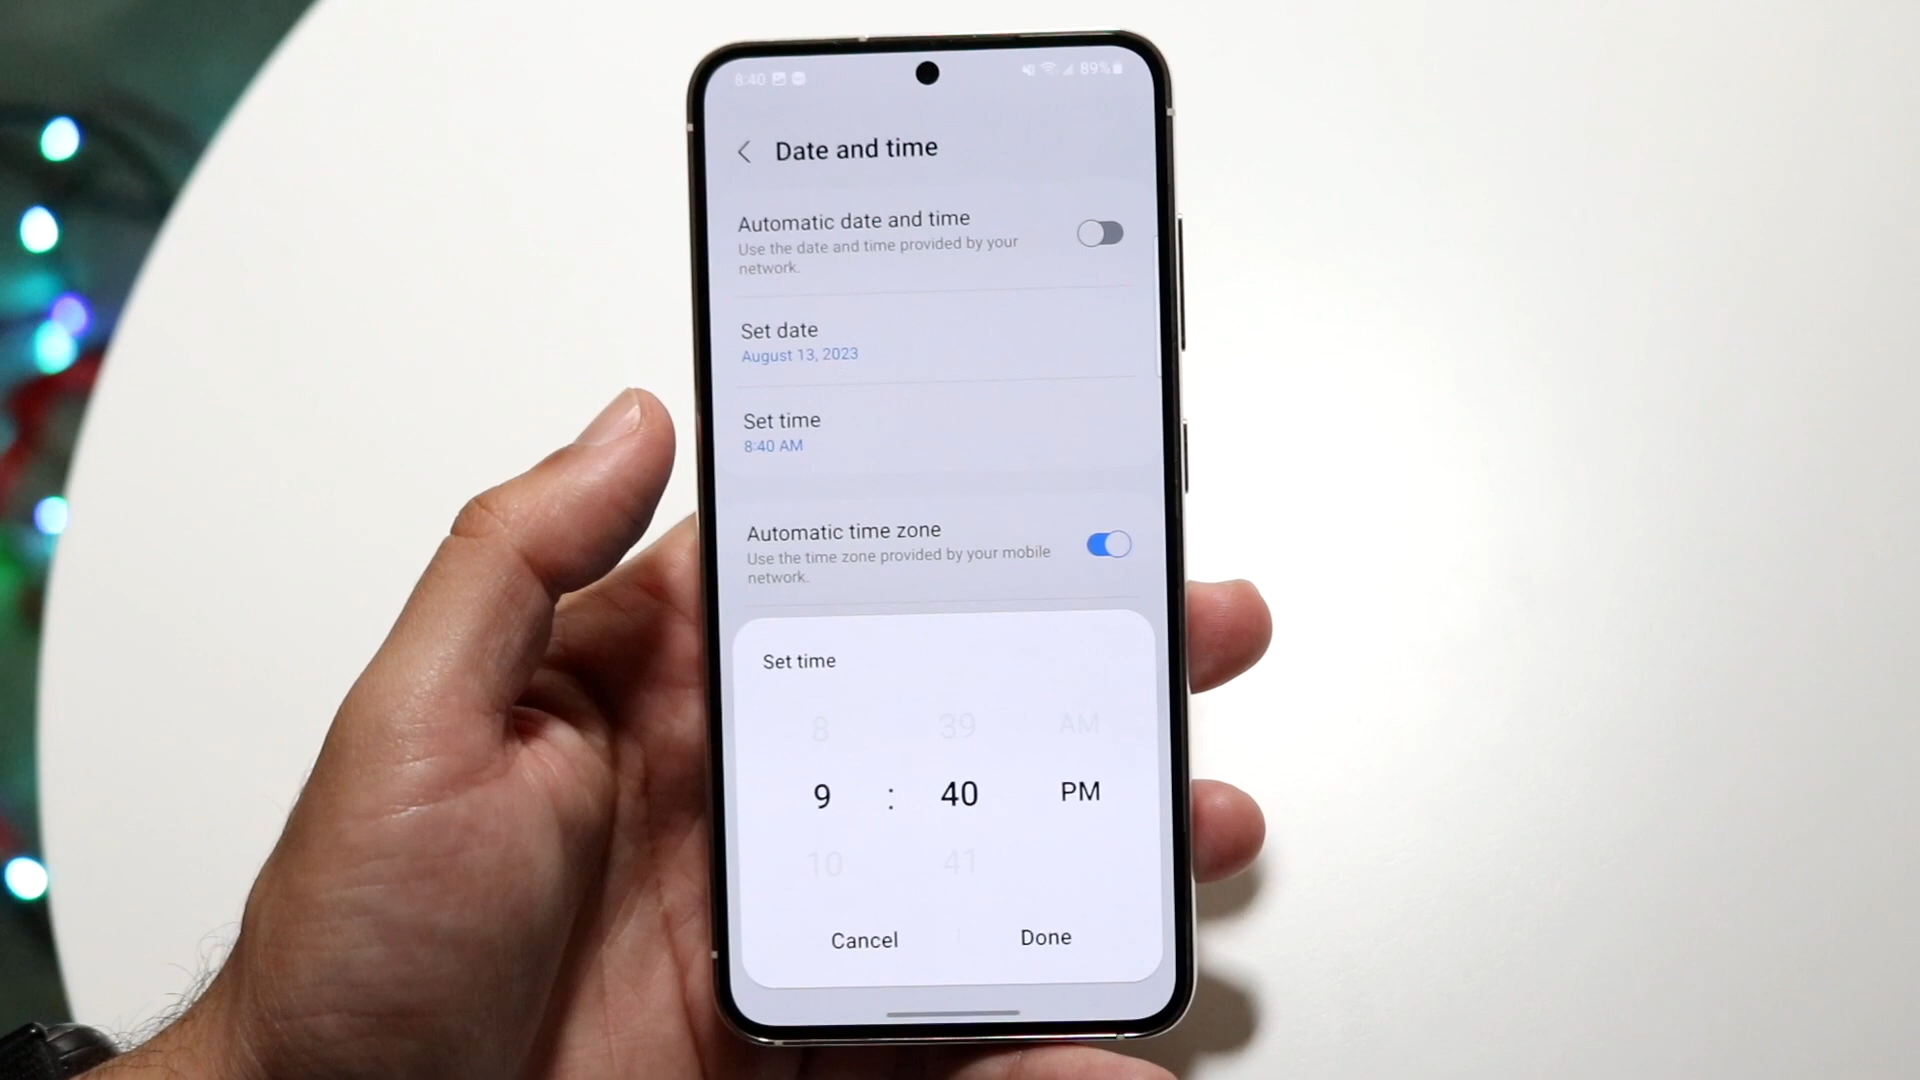 8:40 89%
Date and time
Automatic date and time
Use the date and time provided by your
network.
Set date
August 13, 2023
Set time
8:40 AM
Automatic time zone
Use the time zone provided by your mobile
network.
Set time
8 39 AM
9 : 40 PM
10 41
Cancel Done